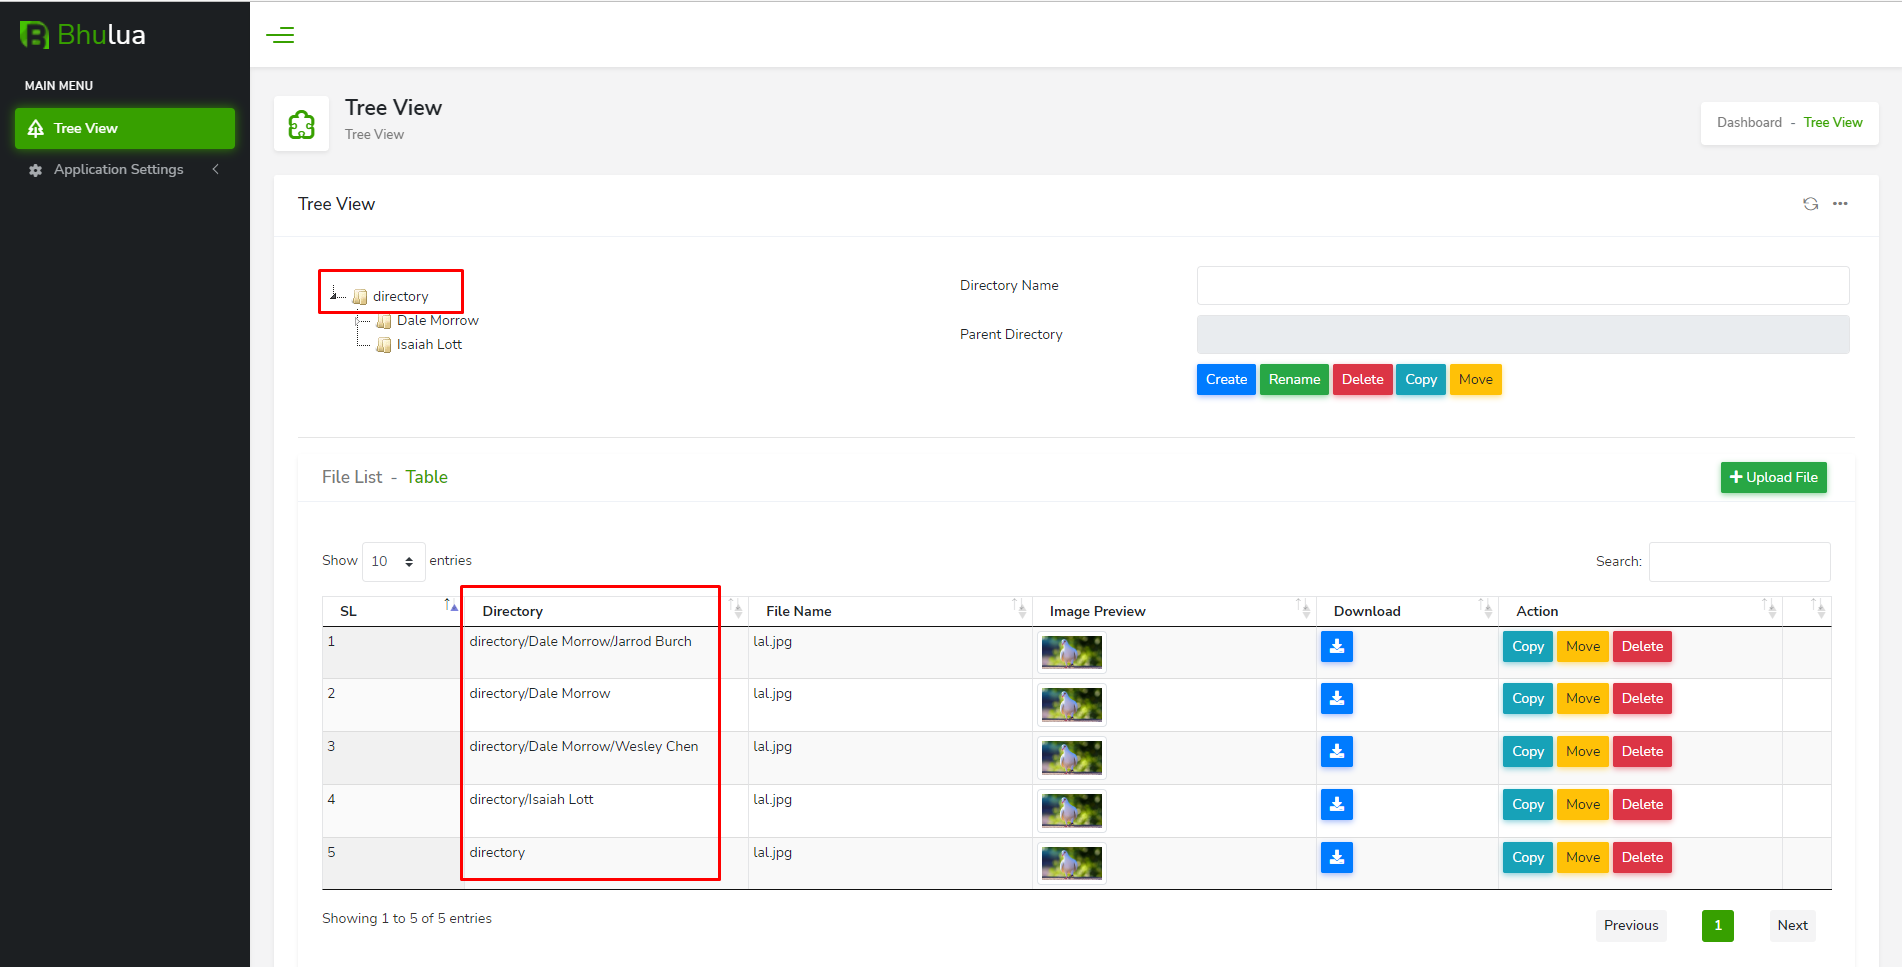 Bhulua
MAIN MENU
Tree View
Application Settings
Tree View
Tree View
Dashboard - Tree View
Tree View
directory
Dale Morrow
Isaiah Lott
Directory Name
Parent Directory
Create Rename Delete Copy Move
File List - Table
Upload File
Show 10 entries
Search:
SL Directory File Name Image Preview Download Action
1 directory/Dale Morrow/Jarrod Burch lal.jpg Copy Move Delete
2 directory/Dale Morrow lal.jpg Copy Move Delete
3 directory/Dale Morrow/Wesley Chen lal.jpg Copy Move Delete
4 directory/Isaiah Lott lal.jpg Copy Move Delete
5 directory lal.jpg Copy Move Delete
Showing 1 to 5 of 5 entries
Previous 1 Next